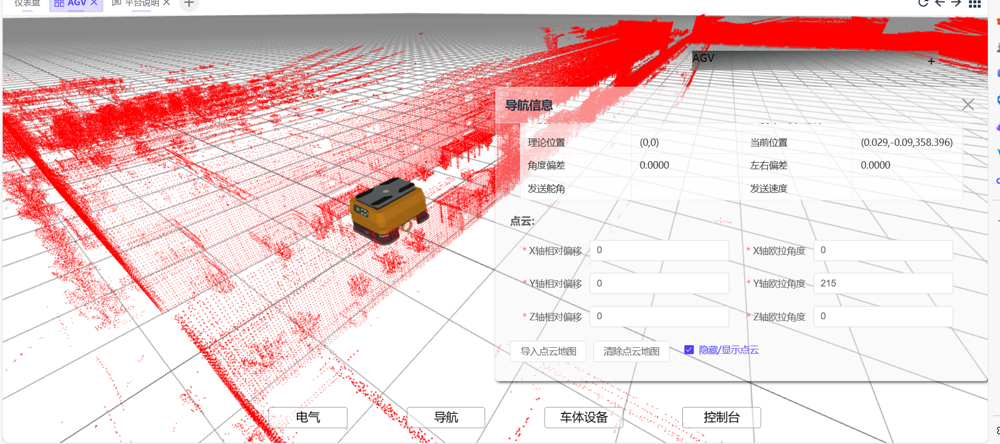 仪表盘
AGV
平台说明
AGV
导航信息
理论位置 (0,0) 当前位置 (0.029,-0.09,358.396)
角度偏差 0.0000 左右偏差 0.0000
发送舵角 发送速度
点云:
* X轴相对偏移 0 * X轴欧拉角度 0
* Y轴相对偏移 0 * Y轴欧拉角度 215
* Z轴相对偏移 0 * Z轴欧拉角度 0
导入点云地图 清除点云地图 隐藏/显示点云
电气 导航 车体设备 控制台